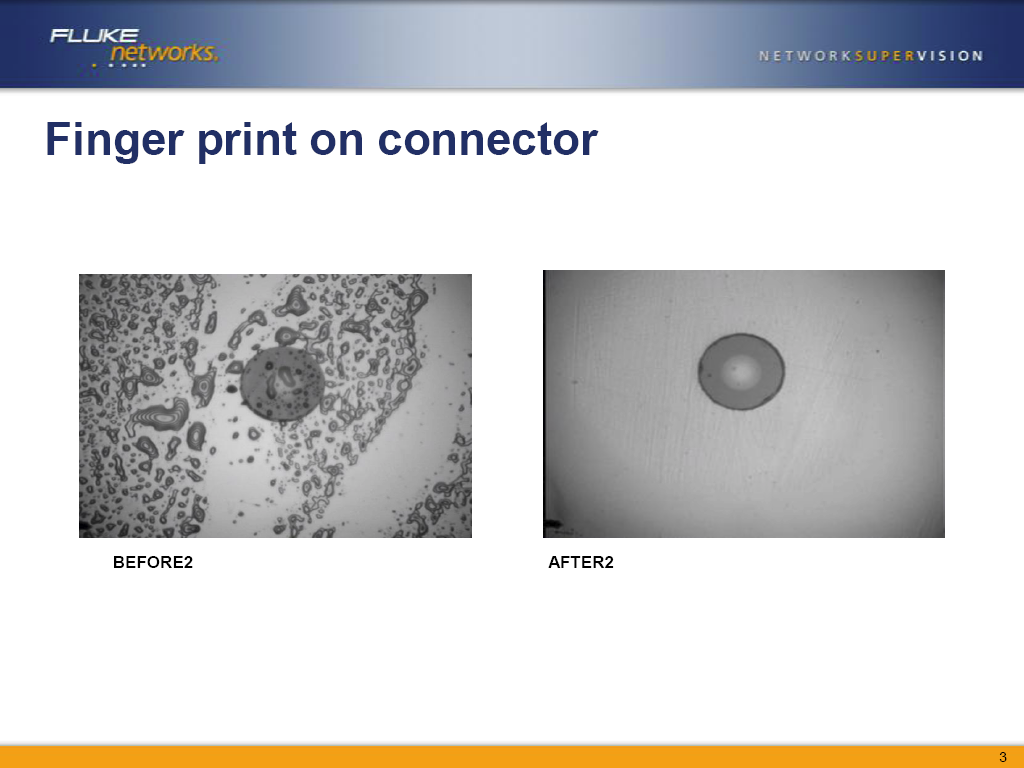 FLUKE
networks.
NETWORKSUPERVISION
Finger print on connector
BEFORE2
AFTER2
3